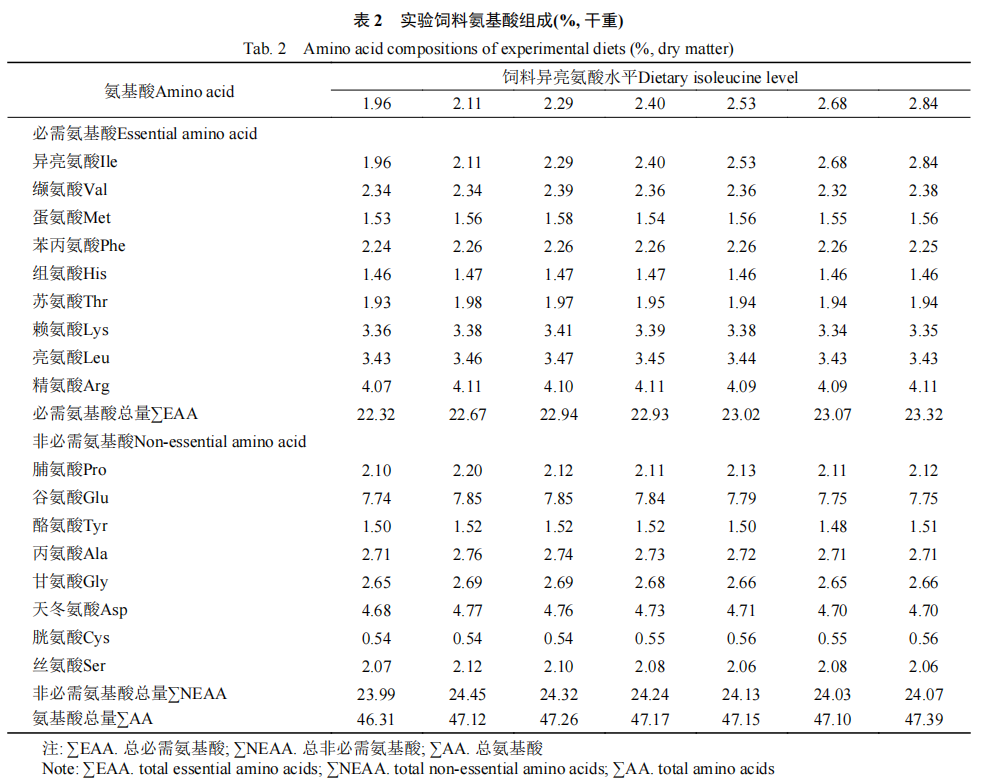 表 2 实验饲料氨基酸组成(%, 干重)
Tab. 2 Amino acid compositions of experimental diets (%, dry matter)
氨基酸Amino acid 饲料异亮氨酸水平Dietary isoleucine level
1.96 2.11 2.29 2.40 2.53 2.68 2.84
必需氨基酸Essential amino acid
异亮氨酸Ile 1.96 2.11 2.29 2.40 2.53 2.68 2.84
缬氨酸Val 2.34 2.34 2.39 2.36 2.36 2.32 2.38
蛋氨酸Met 1.53 1.56 1.58 1.54 1.56 1.55 1.56
苯丙氨酸Phe 2.24 2.26 2.26 2.26 2.26 2.26 2.25
组氨酸His 1.46 1.47 1.47 1.47 1.46 1.46 1.46
苏氨酸Thr 1.93 1.98 1.97 1.95 1.94 1.94 1.94
赖氨酸Lys 3.36 3.38 3.41 3.39 3.38 3.34 3.35
亮氨酸Leu 3.43 3.46 3.47 3.45 3.44 3.43 3.43
精氨酸Arg 4.07 4.11 4.10 4.11 4.09 4.09 4.11
必需氨基酸总量∑EAA 22.32 22.67 22.94 22.93 23.02 23.07 23.32
非必需氨基酸Non-essential amino acid
脯氨酸Pro 2.10 2.20 2.12 2.11 2.13 2.11 2.12
谷氨酸Glu 7.74 7.85 7.85 7.84 7.79 7.75 7.75
酪氨酸Tyr 1.50 1.52 1.52 1.52 1.50 1.48 1.51
丙氨酸Ala 2.71 2.76 2.74 2.73 2.72 2.71 2.71
甘氨酸Gly 2.65 2.69 2.69 2.68 2.66 2.65 2.66
天冬氨酸Asp 4.68 4.77 4.76 4.73 4.71 4.70 4.70
胱氨酸Cys 0.54 0.54 0.54 0.55 0.56 0.55 0.56
丝氨酸Ser 2.07 2.12 2.10 2.08 2.06 2.08 2.06
非必需氨基酸总量∑NEAA 23.99 24.45 24.32 24.24 24.13 24.03 24.07
氨基酸总量∑AA 46.31 47.12 47.26 47.17 47.15 47.10 47.39
注: ∑EAA. 总必需氨基酸; ∑NEAA. 总非必需氨基酸; ∑AA. 总氨基酸
Note: ∑EAA. total essential amino acids; ∑NEAA. total non-essential amino acids; ∑AA. total amino acids